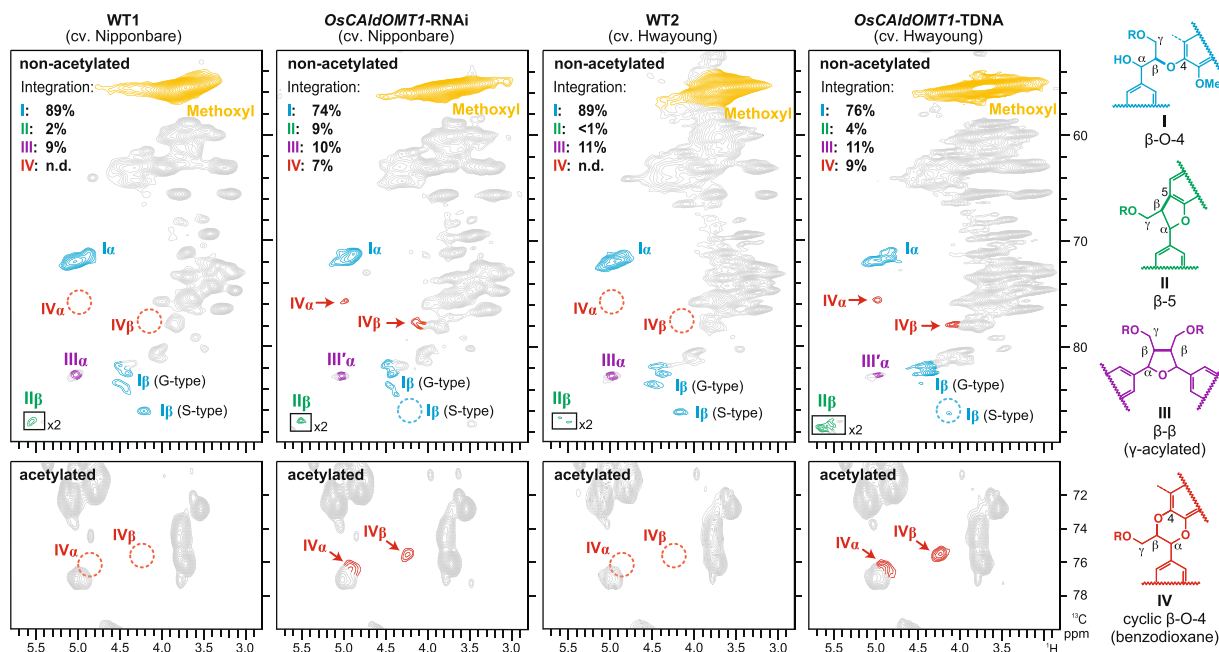 WT1
(cv. Nipponbare)
OsCAldOMT1-RNAi
(cv. Nipponbare)
WT2
(cv. Hwayoung)
OsCAldOMT1-TDNA
(cv. Hwayoung)
non-acetylated
Integration:
I: 89%
II: 2%
III: 9%
IV: n.d.
Methoxyl
Iα
IVα
IVβ
IIIα
Iβ (G-type)
Iβ (S-type)
IIβ
x2
non-acetylated
Integration:
I: 74%
II: 9%
III: 10%
IV: 7%
Methoxyl
Iα
IVα
IVβ
III′α
Iβ (G-type)
Iβ (S-type)
IIβ
x2
non-acetylated
Integration:
I: 89%
II: <1%
III: 11%
IV: n.d.
Methoxyl
Iα
IVα
IVβ
IIIα
Iβ (G-type)
Iβ (S-type)
IIβ
x2
non-acetylated
Integration:
I: 76%
II: 4%
III: 11%
IV: 9%
Methoxyl
Iα
IVα
IVβ
III′α
Iβ (G-type)
Iβ (S-type)
IIβ
x2
60
70
80
acetylated
IVα
IVβ
acetylated
IVα
IVβ
acetylated
IVα
IVβ
acetylated
IVα
IVβ
72
74
76
78
13C
ppm
5.5 5.0 4.5 4.0 3.5 3.0
5.5 5.0 4.5 4.0 3.5 3.0
5.5 5.0 4.5 4.0 3.5 3.0
5.5 5.0 4.5 4.0 3.5 1H
RO
γ
HO
α
β
O
4
OMe
I
β-O-4
5
β
RO
γ
α
O
II
β-5
RO
OR
γ
β
β
α
O
III
β-β
(γ-acylated)
4
O
O
RO
γ
β
α
IV
cyclic β-O-4
(benzodioxane)